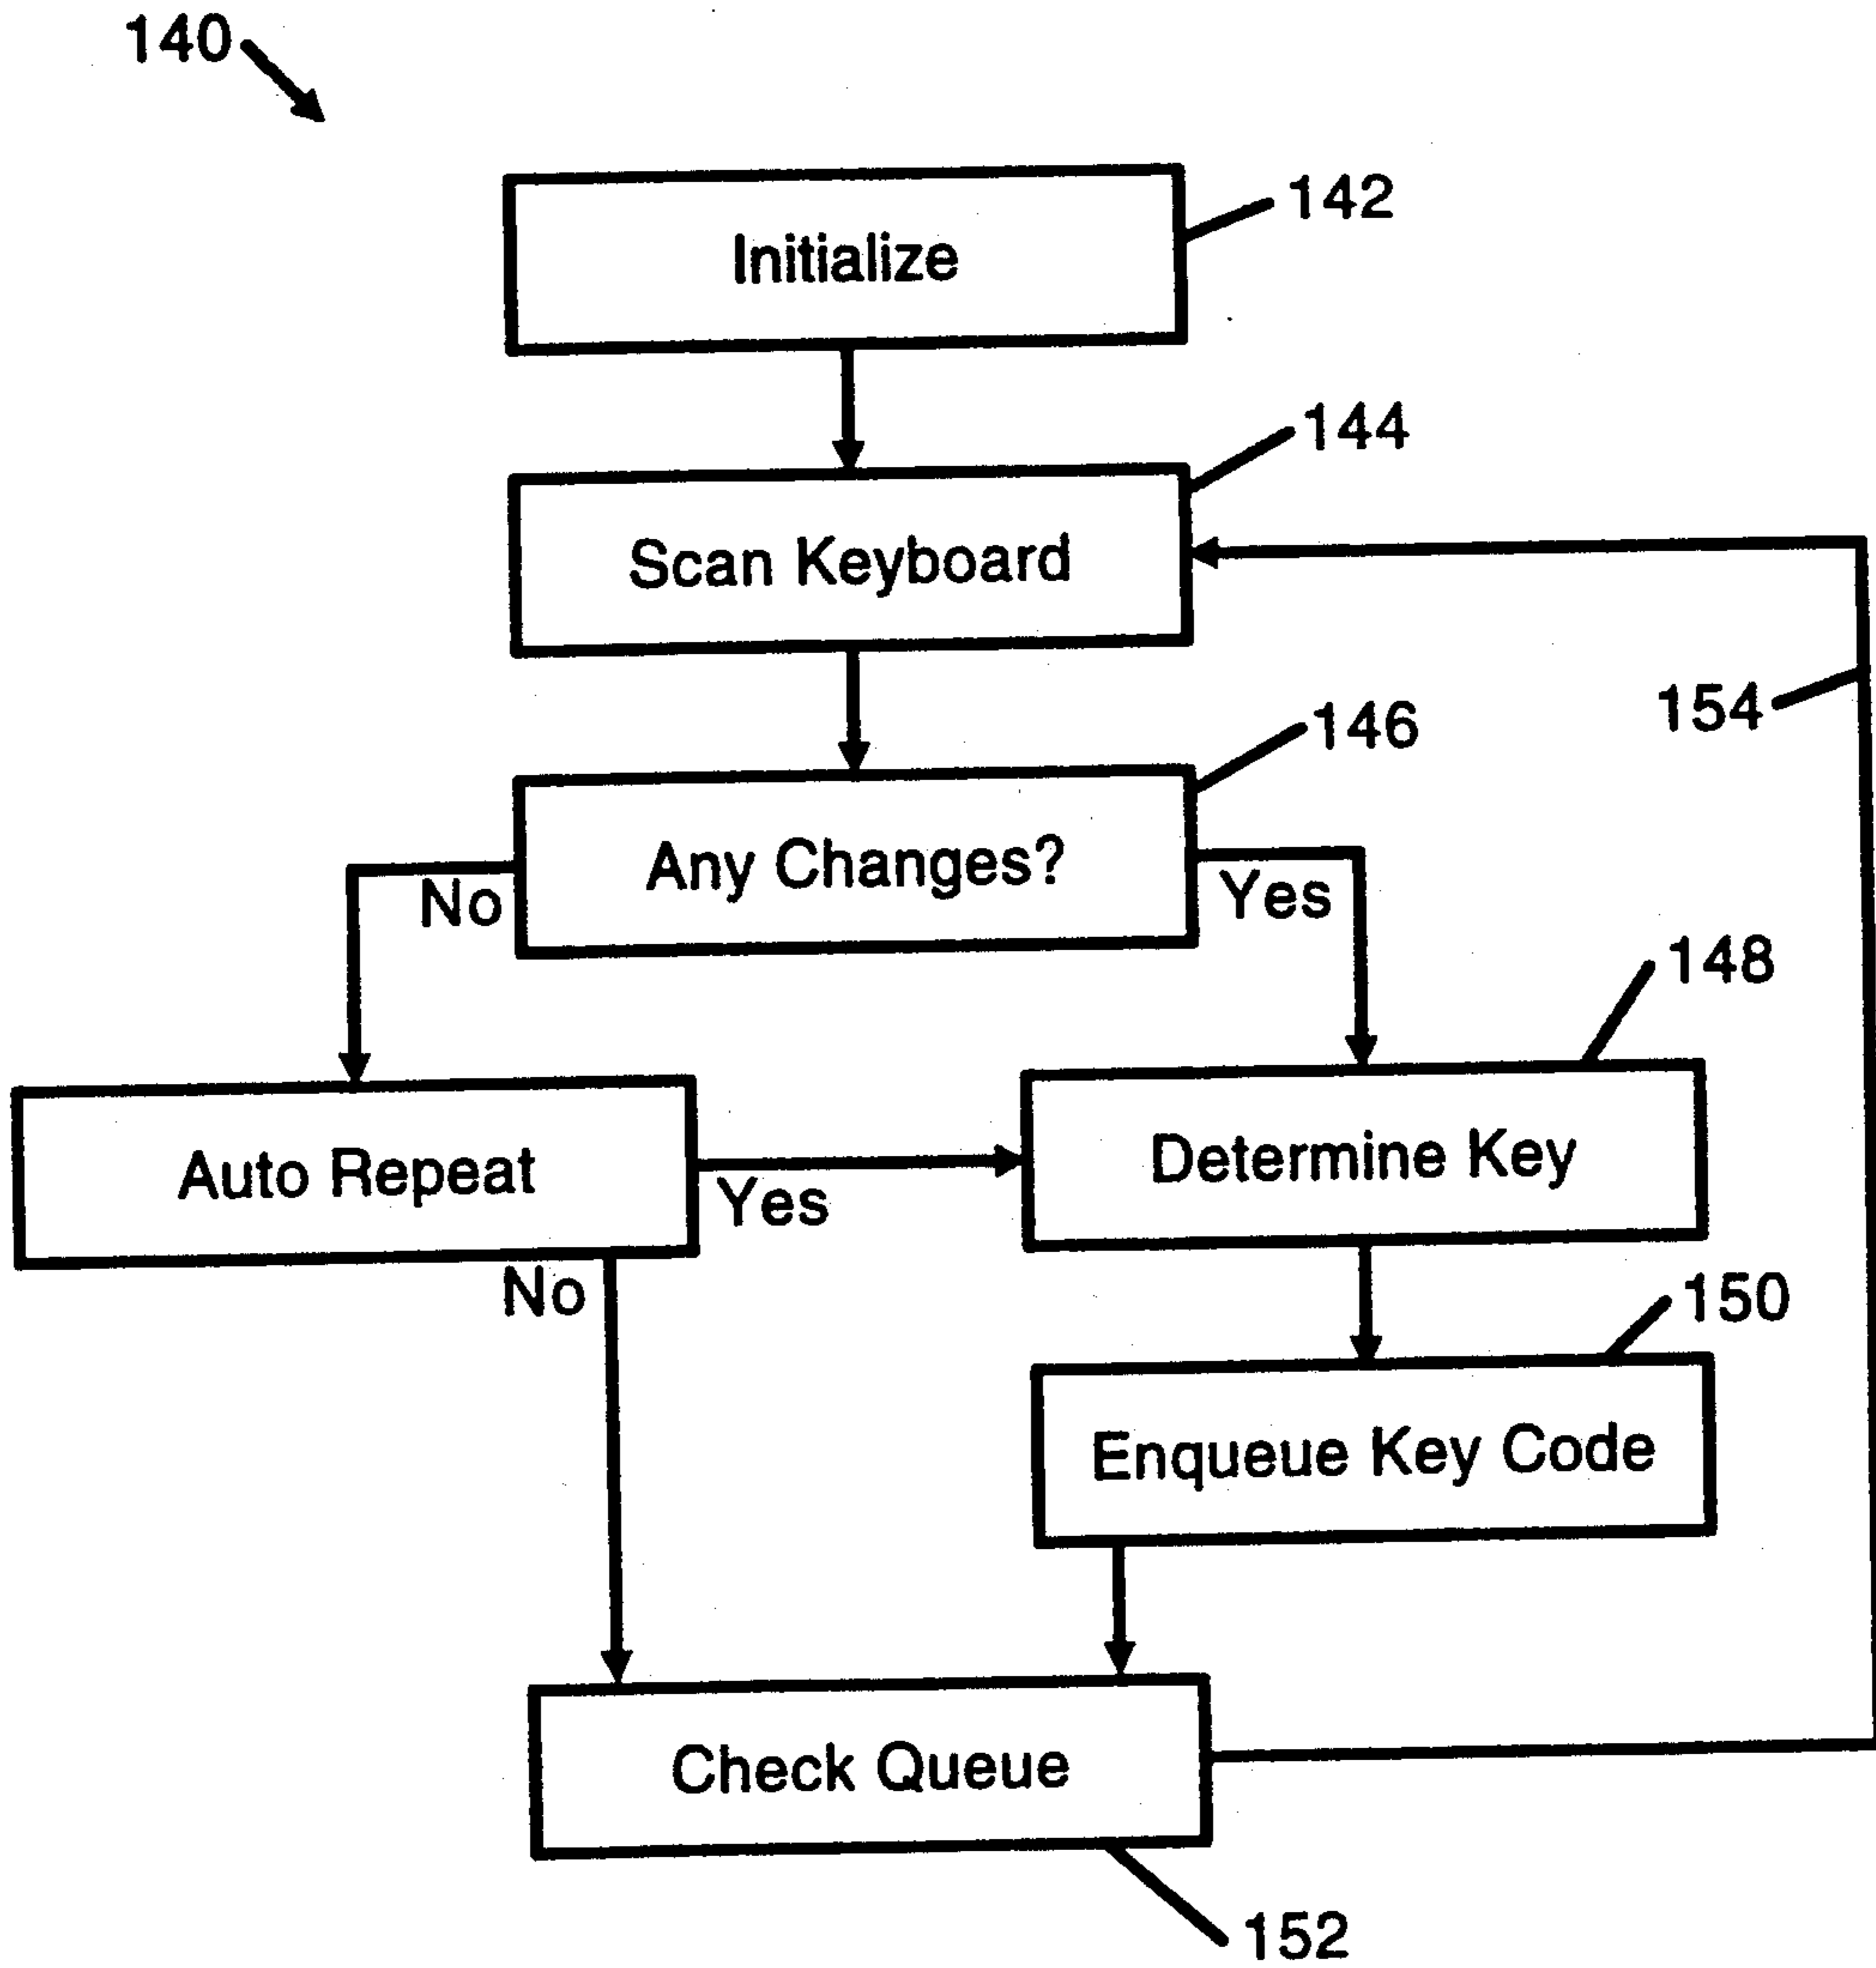 140
142
Initialize
144
Scan Keyboard
154
146
Any Changes?
No
Yes
148
Auto Repeat
Yes
Determine Key
No
150
Enqueue Key Code
Check Queue
152